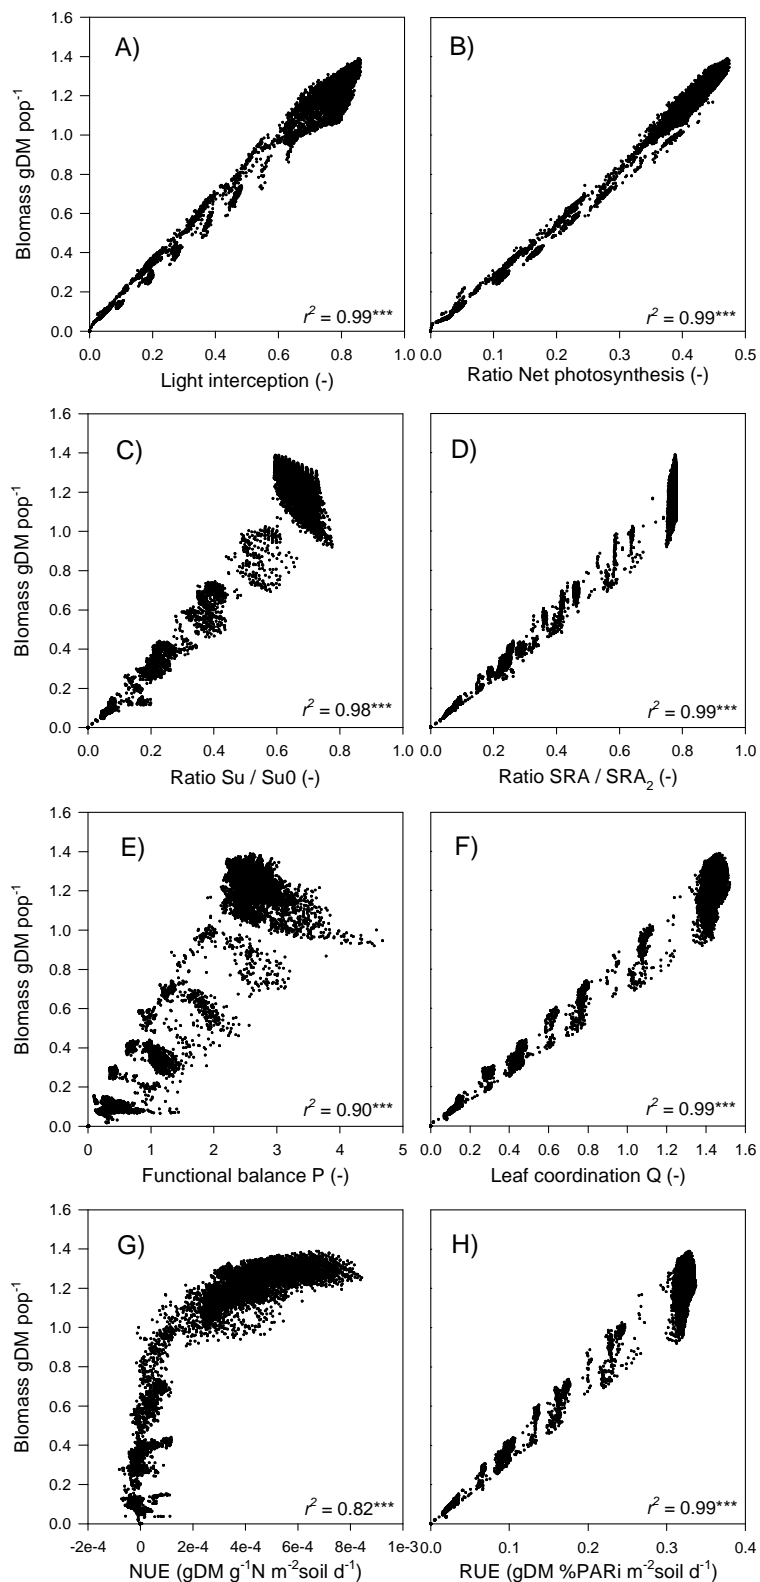 A)
B)
BIomass gDM pop⁻¹
1.6
1.4
1.2
1.0
0.8
0.6
0.4
0.2
0.0
r² = 0.99***
r² = 0.99***
0.0 0.2 0.4 0.6 0.8 1.0
0.0 0.1 0.2 0.3 0.4 0.5
Light interception (-)
Ratio Net photosynthesis (-)
C)
D)
BIomass gDM pop⁻¹
1.6
1.4
1.2
1.0
0.8
0.6
0.4
0.2
0.0
r² = 0.98***
r² = 0.99***
0.0 0.2 0.4 0.6 0.8 1.0
0.0 0.2 0.4 0.6 0.8 1.0
Ratio Su / Su0 (-)
Ratio SRA / SRA₂ (-)
E)
F)
BIomass gDM pop⁻¹
1.6
1.4
1.2
1.0
0.8
0.6
0.4
0.2
0.0
r² = 0.90***
r² = 0.99***
0 1 2 3 4 5
0.0 0.2 0.4 0.6 0.8 1.0 1.2 1.4 1.6
Functional balance P (-)
Leaf coordination Q (-)
G)
H)
BIomass gDM pop⁻¹
1.6
1.4
1.2
1.0
0.8
0.6
0.4
0.2
0.0
r² = 0.82***
r² = 0.99***
-2e-4 0 2e-4 4e-4 6e-4 8e-4 1e-3
0.0 0.1 0.2 0.3 0.4
NUE (gDM g⁻¹N m⁻²soil d⁻¹)
RUE (gDM %PARi m⁻²soil d⁻¹)